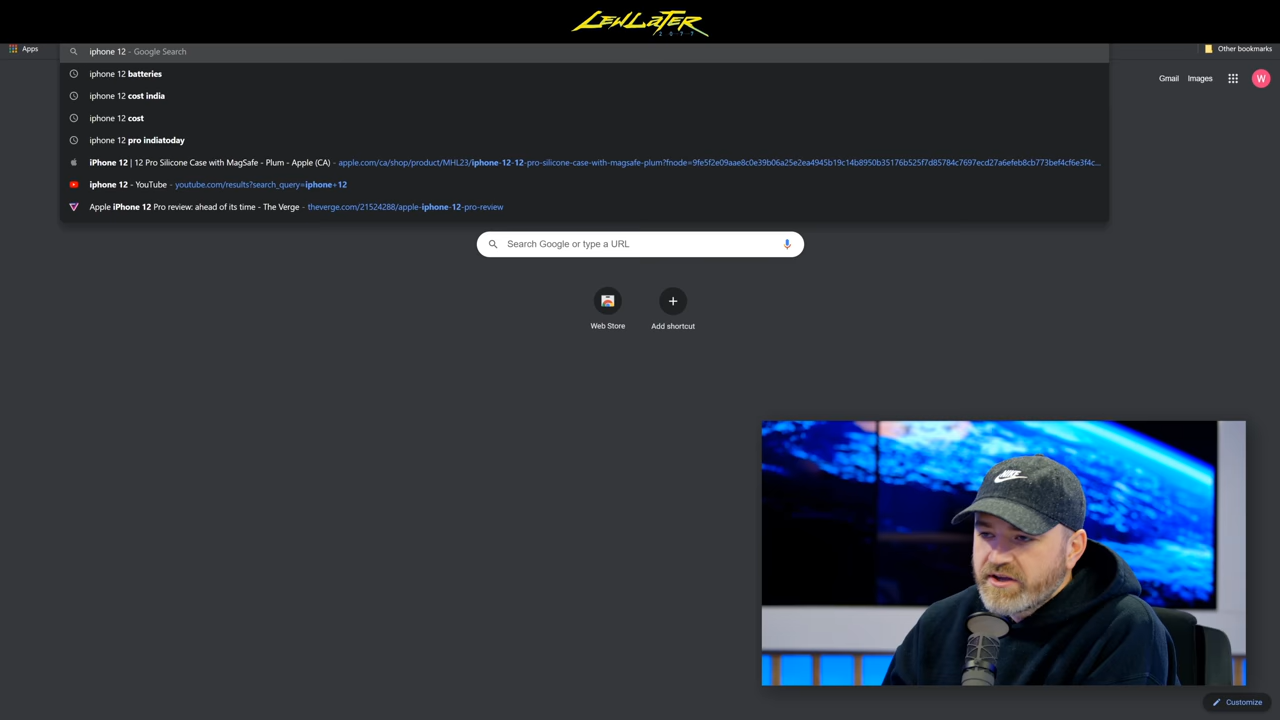 LEWLATER
2077
Apps
iphone 12 - Google Search
Other bookmarks
iphone 12 batteries
iphone 12 cost india
iphone 12 cost
iphone 12 pro indiatoday
iPhone 12 | 12 Pro Silicone Case with MagSafe - Plum - Apple (CA) - apple.com/ca/shop/product/MHL23/iphone-12-12-pro-silicone-case-with-magsafe-plum?fnode=9fe5f2e09aae8c0e39b06a25e2ea4945b19c14b8950b35176b525f7d85784c7697ecd27a6efeb8cb773bef4cf6e3f4c...
iphone 12 - YouTube - youtube.com/results?search_query=iphone+12
Apple iPhone 12 Pro review: ahead of its time - The Verge - theverge.com/21524288/apple-iphone-12-pro-review
Gmail Images
W
Search Google or type a URL
Web Store Add shortcut
NIKE
Customize